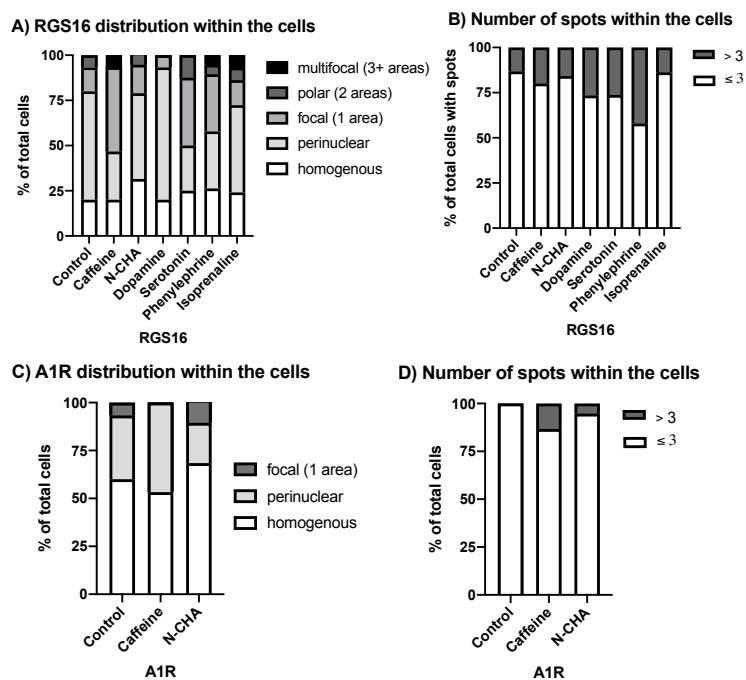 A) RGS16 distribution within the cells
% of total cells
100
75
50
25
0
Control
Caffeine
N-CHA
Dopamine
Serotonin
Phenylephrine
Isoprenaline
RGS16
multifocal (3+ areas)
polar (2 areas)
focal (1 area)
perinuclear
homogenous
B) Number of spots within the cells
% of total cells with spots
100
75
50
25
0
Control
Caffeine
N-CHA
Dopamine
Serotonin
Phenylephrine
Isoprenaline
RGS16
> 3
≤ 3
C) A1R distribution within the cells
% of total cells
100
75
50
25
0
Control
Caffeine
N-CHA
A1R
focal (1 area)
perinuclear
homogenous
D) Number of spots within the cells
% of total cells
100
75
50
25
0
Control
Caffeine
N-CHA
A1R
> 3
≤ 3